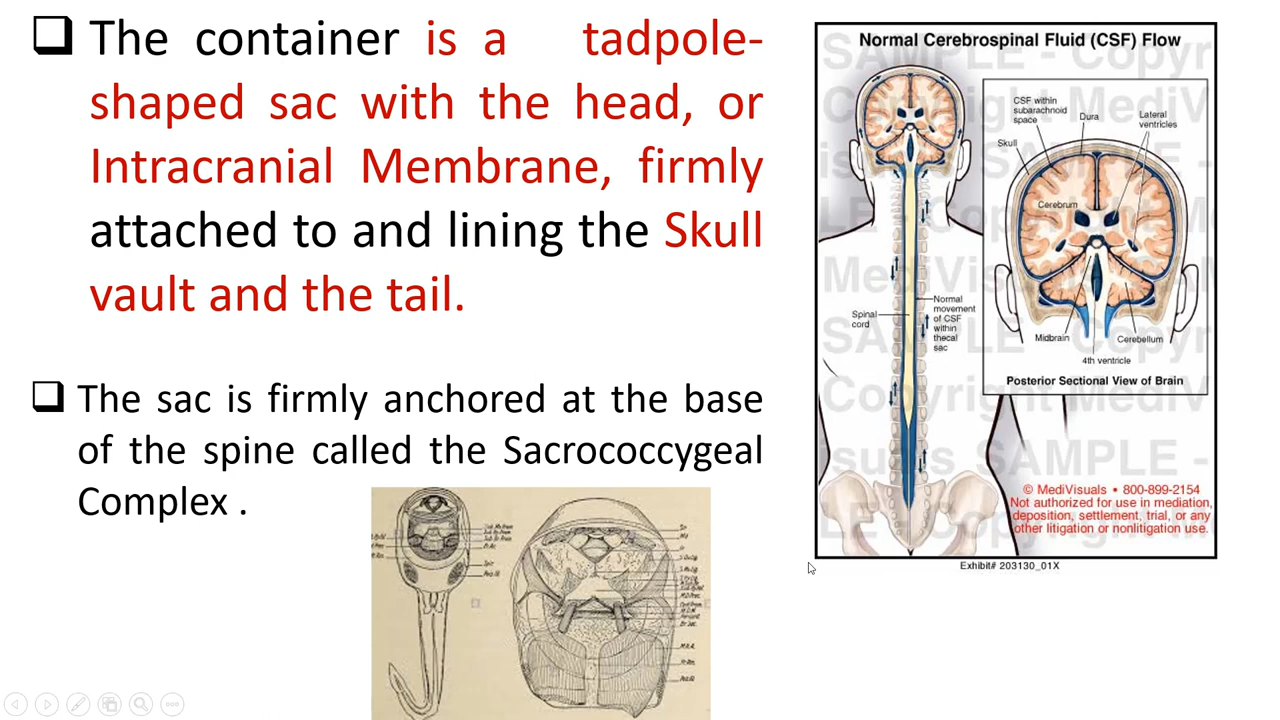 The container is a tadpole-
shaped sac with the head, or
Intracranial Membrane, firmly
attached to and lining the Skull
vault and the tail.
The sac is firmly anchored at the base
of the spine called the Sacrococcygeal
Complex .
Normal Cerebrospinal Fluid (CSF) Flow
CSF within
subarachnoid
space
Dura
Lateral
ventricles
Skull
Cerebrum
Midbrain
Cerebellum
4th ventricle
Posterior Sectional View of Brain
Spinal
cord
Normal
movement
of CSF
within
thecal
sac
© MediVisuals • 800-899-2154
Not authorized for use in mediation,
deposition, settlement, trial, or any
other litigation or nonlitigation use.
Exhibit# 203130_01X